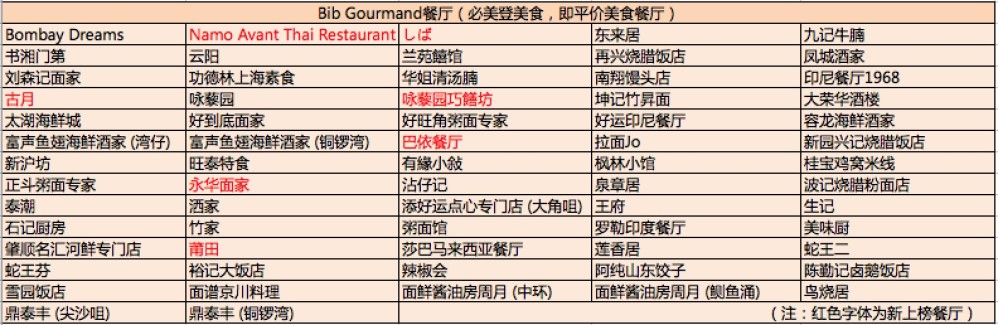 Bib Gourmand餐厅（必美登美食，即平价美食餐厅）
Bombay Dreams Namo Avant Thai Restaurant しば 东来居 九记牛腩
书湘门第 云阳 兰苑饎馆 再兴烧腊饭店 凤城酒家
刘森记面家 功德林上海素食 华姐清汤腩 南翔馒头店 印尼餐厅1968
古月 咏藜园 咏藜园巧饍坊 坤记竹昇面 大荣华酒楼
太湖海鲜城 好到底面家 好旺角粥面专家 好运印尼餐厅 容龙海鲜酒家
富声鱼翅海鲜酒家 (湾仔) 富声鱼翅海鲜酒家 (铜锣湾) 巴依餐厅 拉面Jo 新园兴记烧腊饭店
新沪坊 旺泰特食 有緣小敍 枫林小馆 桂宝鸡窝米线
正斗粥面专家 永华面家 沾仔记 泉章居 波记烧腊粉面店
泰潮 洒家 添好运点心专门店 (大角咀) 王府 生记
石记厨房 竹家 粥面馆 罗勒印度餐厅 美味厨
肇顺名汇河鲜专门店 莆田 莎巴马来西亚餐厅 莲香居 蛇王二
蛇王芬 裕记大饭店 辣椒会 阿纯山东饺子 陈勤记卤鹅饭店
雪园饭店 面谱京川料理 面鲜酱油房周月 (中环) 面鲜酱油房周月 (鲗鱼涌) 鸟烧居
鼎泰丰 (尖沙咀) 鼎泰丰 (铜锣湾) （注：红色字体为新上榜餐厅）